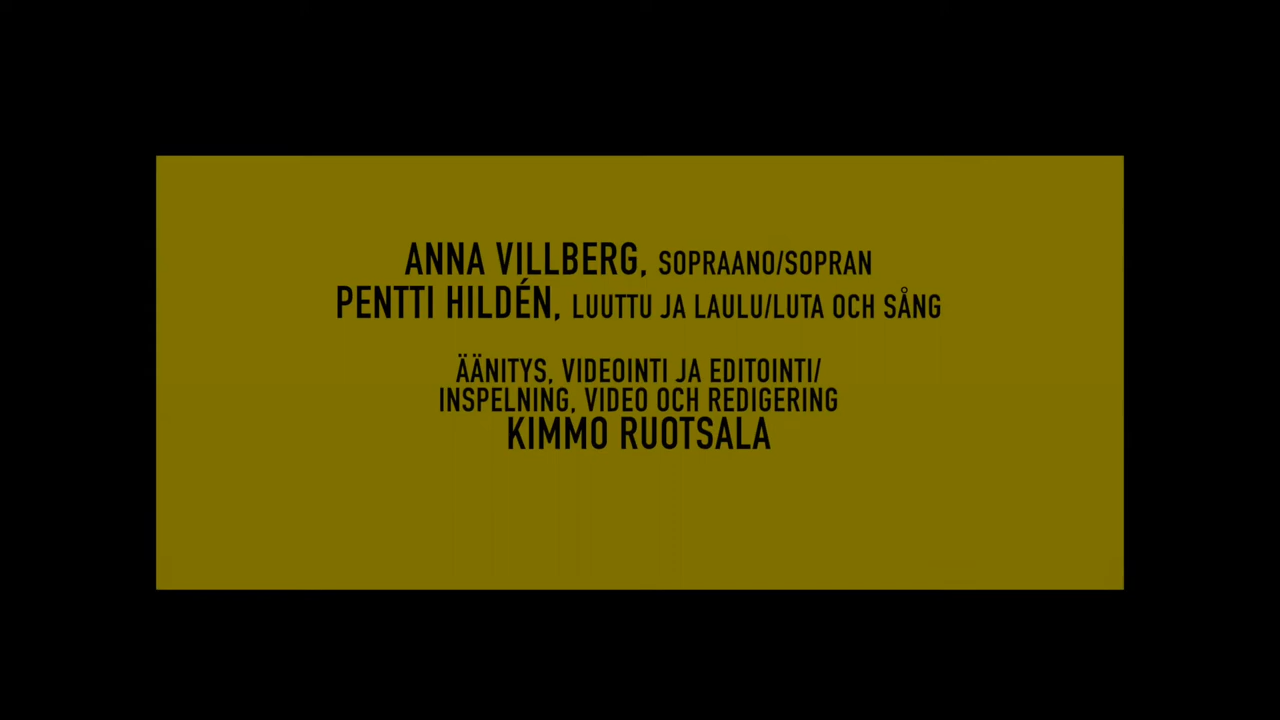 ANNA VILLBERG, SOPRAANO/SOPRAN
PENTTI HILDÉN, LUUTTU JA LAULU/LUTA OCH SÅNG
ÄÄNITYS, VIDEOINTI JA EDITOINTI/
INSPELNING, VIDEO OCH REDIGERING
KIMMO RUOTSALA